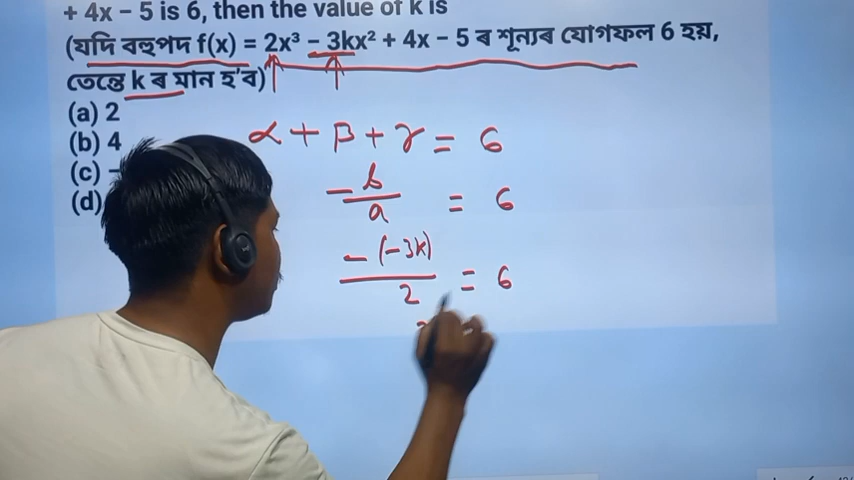 + 4x − 5 is 6, then the value of k is
(যদি বহুপদ f(x) = 2x³ − 3kx² + 4x − 5 ৰ শূন্যৰ যোগফল 6 হয়,
তেন্তে k ৰ মান হ'ব)
(a) 2
(b) 4
(c) −
(d)
α + β + γ = 6
−b/a = 6
−(−3k)/2 = 6